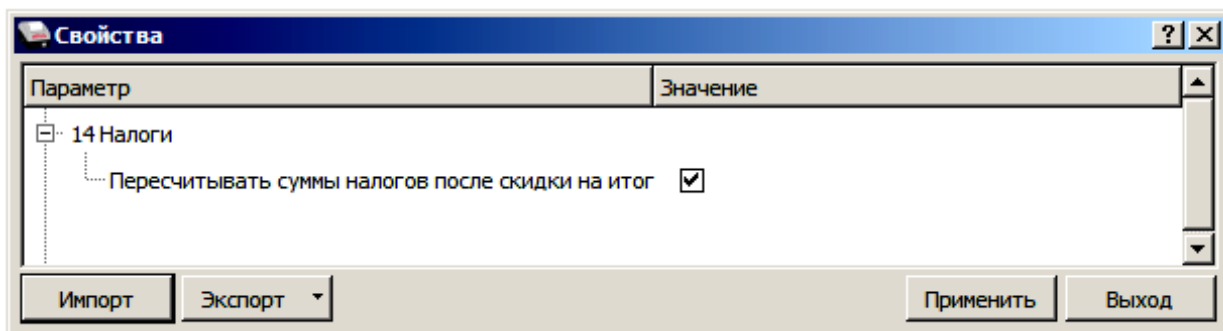 Свойства
Параметр Значение
14 Налоги
Пересчитывать суммы налогов после скидки на итог
Импорт Экспорт Применить Выход